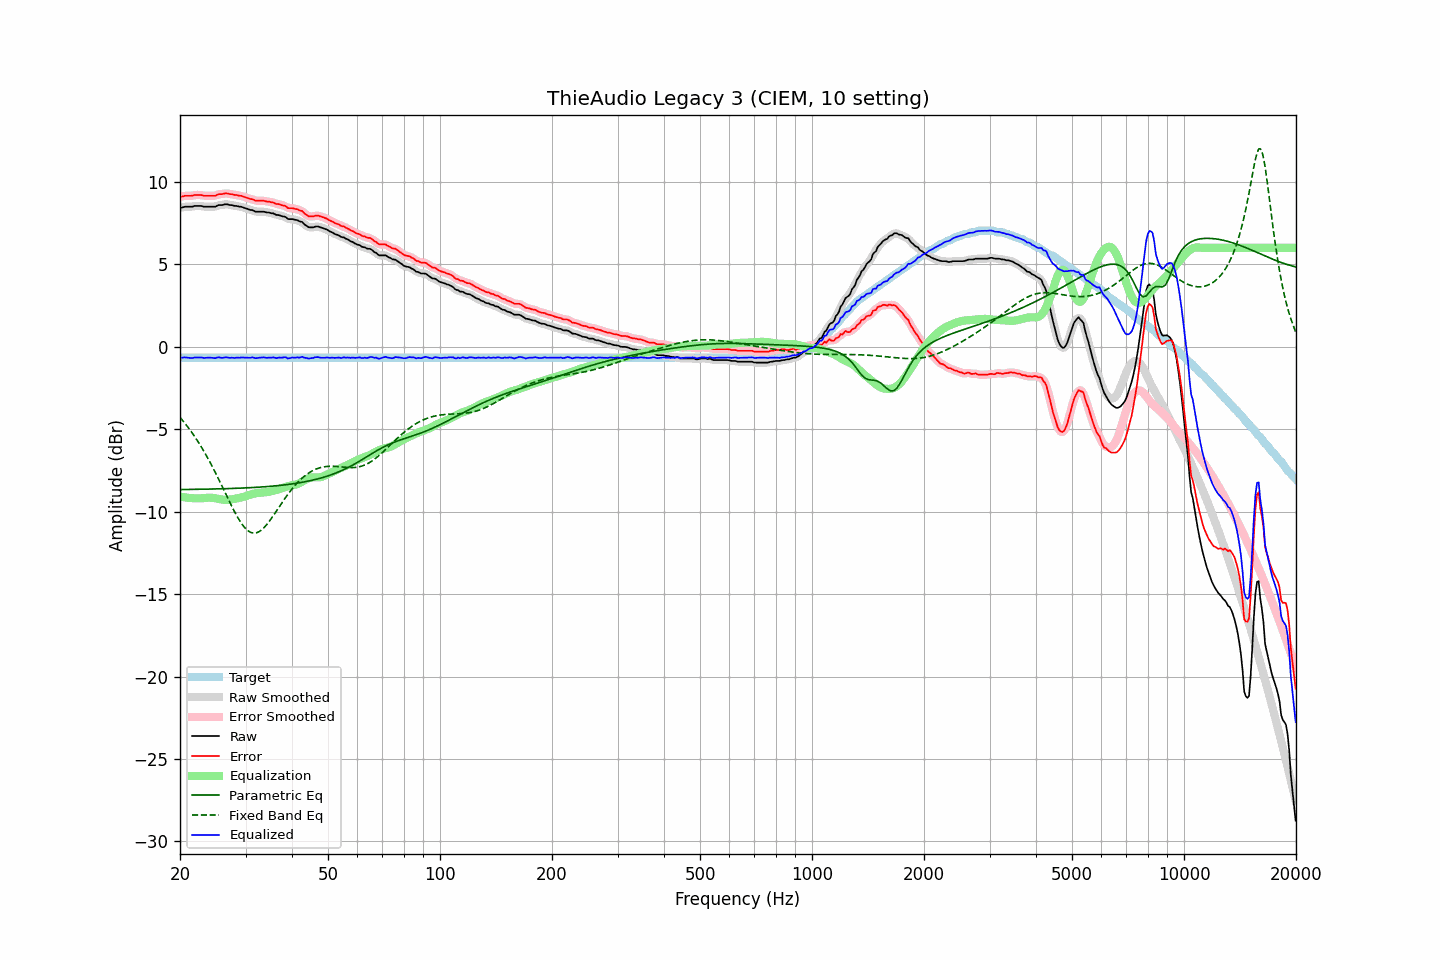 ThieAudio Legacy 3 (CIEM, 10 setting)
Amplitude (dBr)
10
5
0
−5
−10
−15
−20
−25
−30
Target
Raw Smoothed
Error Smoothed
Raw
Error
Equalization
Parametric Eq
Fixed Band Eq
Equalized
20
50
100
200
500
1000
2000
5000
10000
20000
Frequency (Hz)